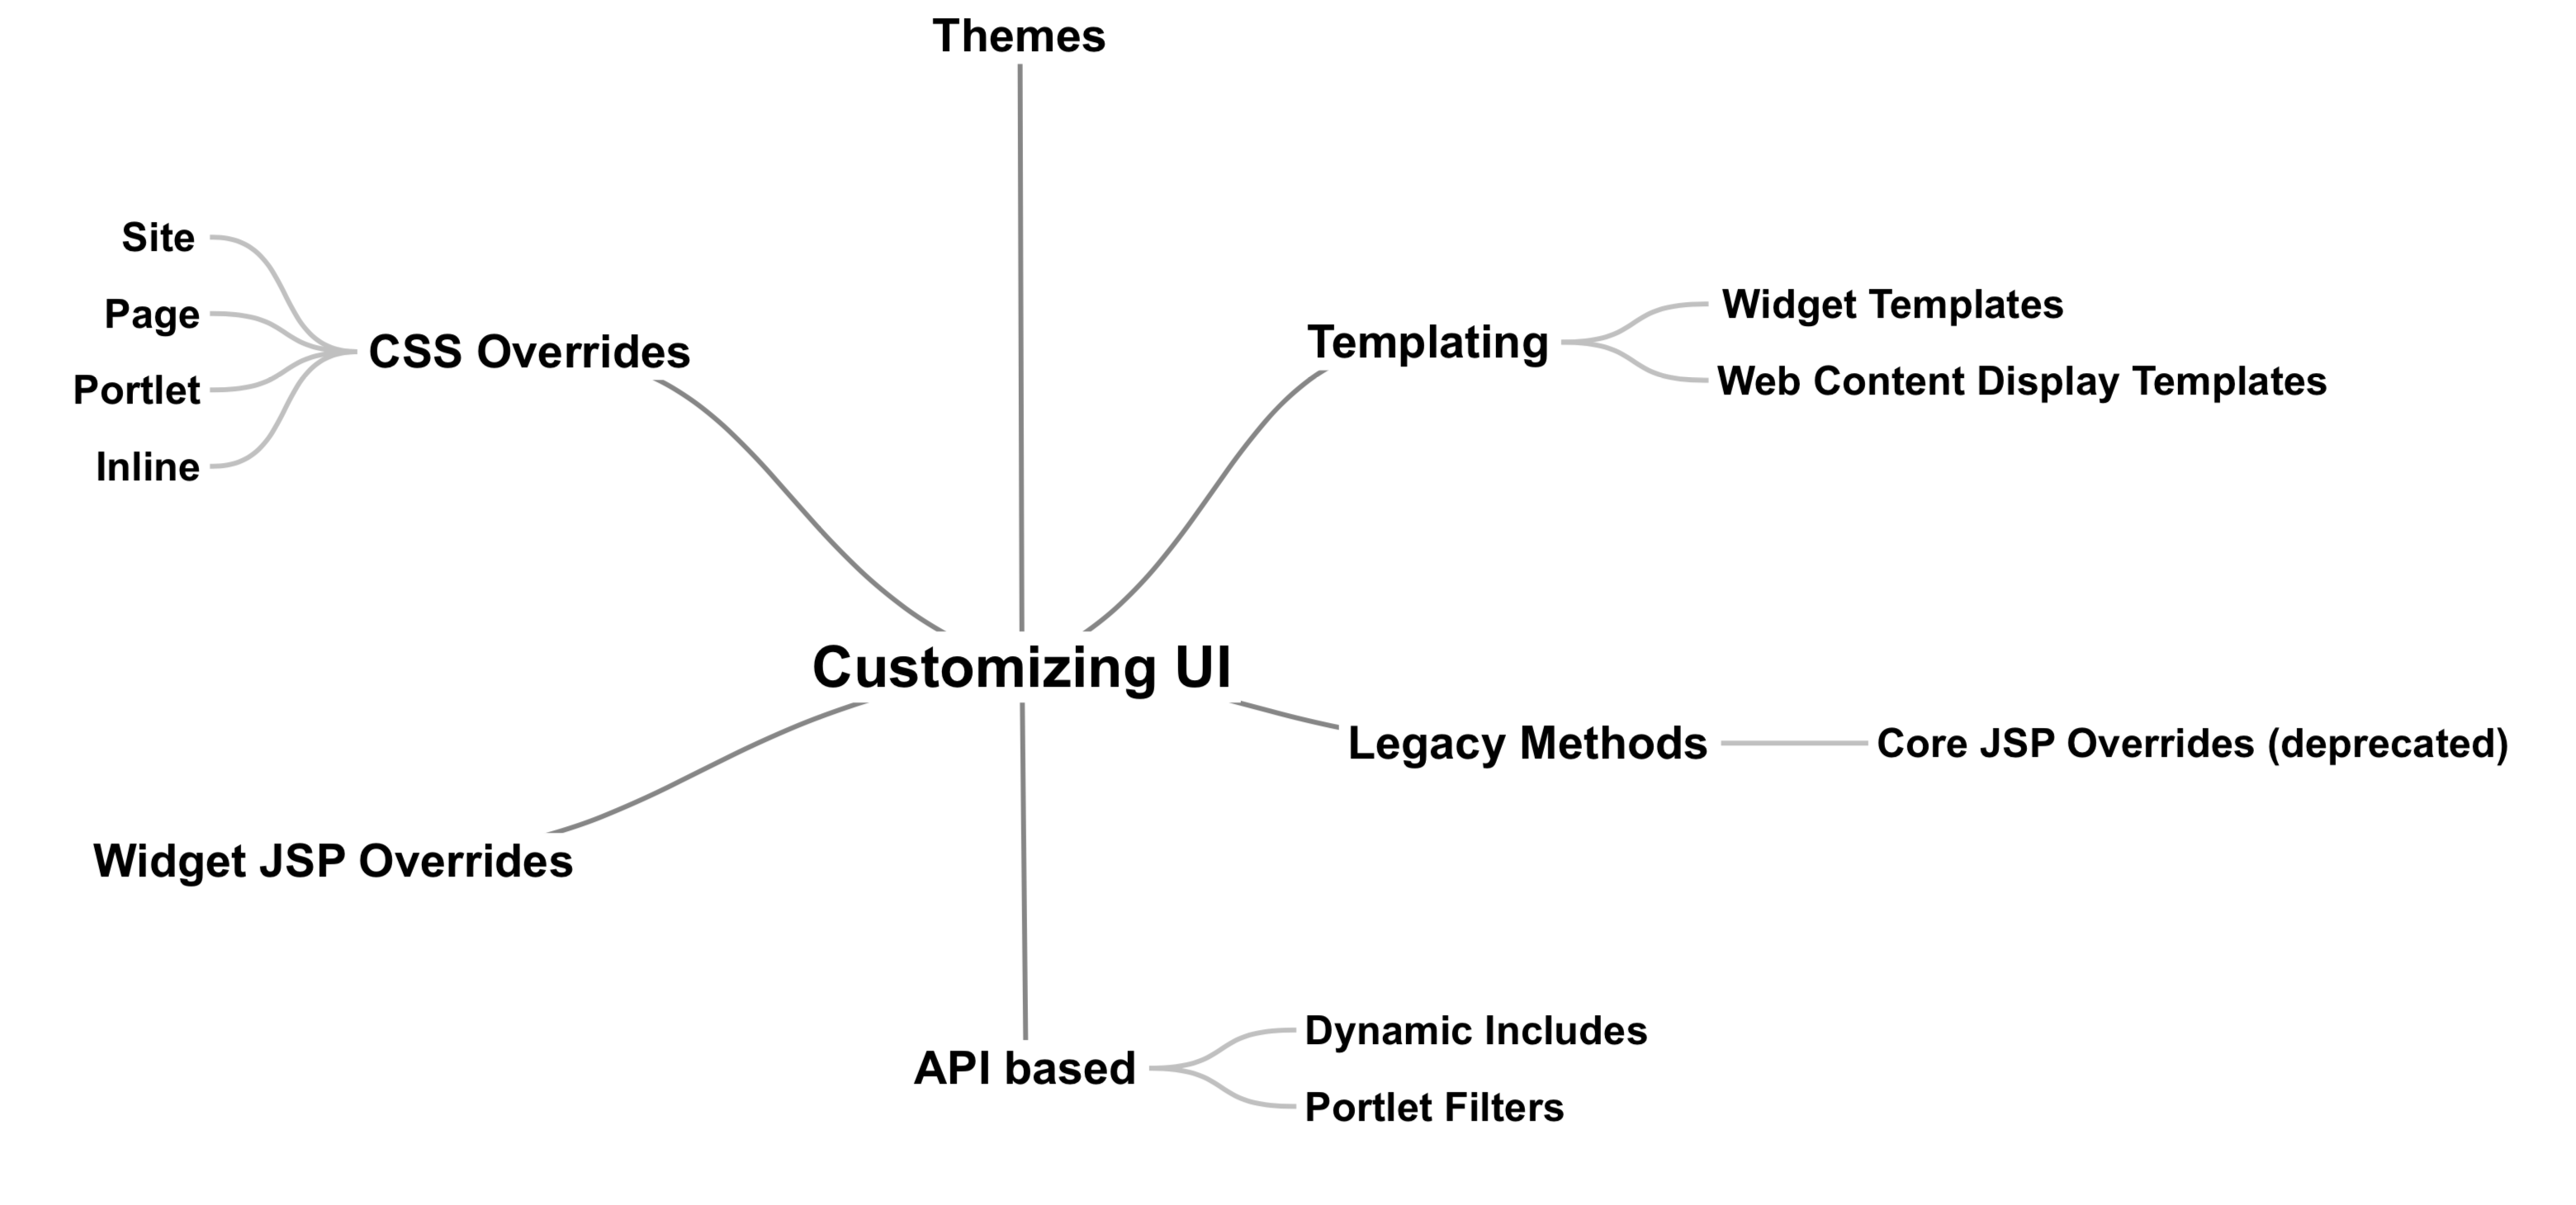 Themes
Site
Page
Portlet
Inline
CSS Overrides
Templating
Widget Templates
Web Content Display Templates
Customizing UI
Legacy Methods
Core JSP Overrides (deprecated)
Widget JSP Overrides
API based
Dynamic Includes
Portlet Filters